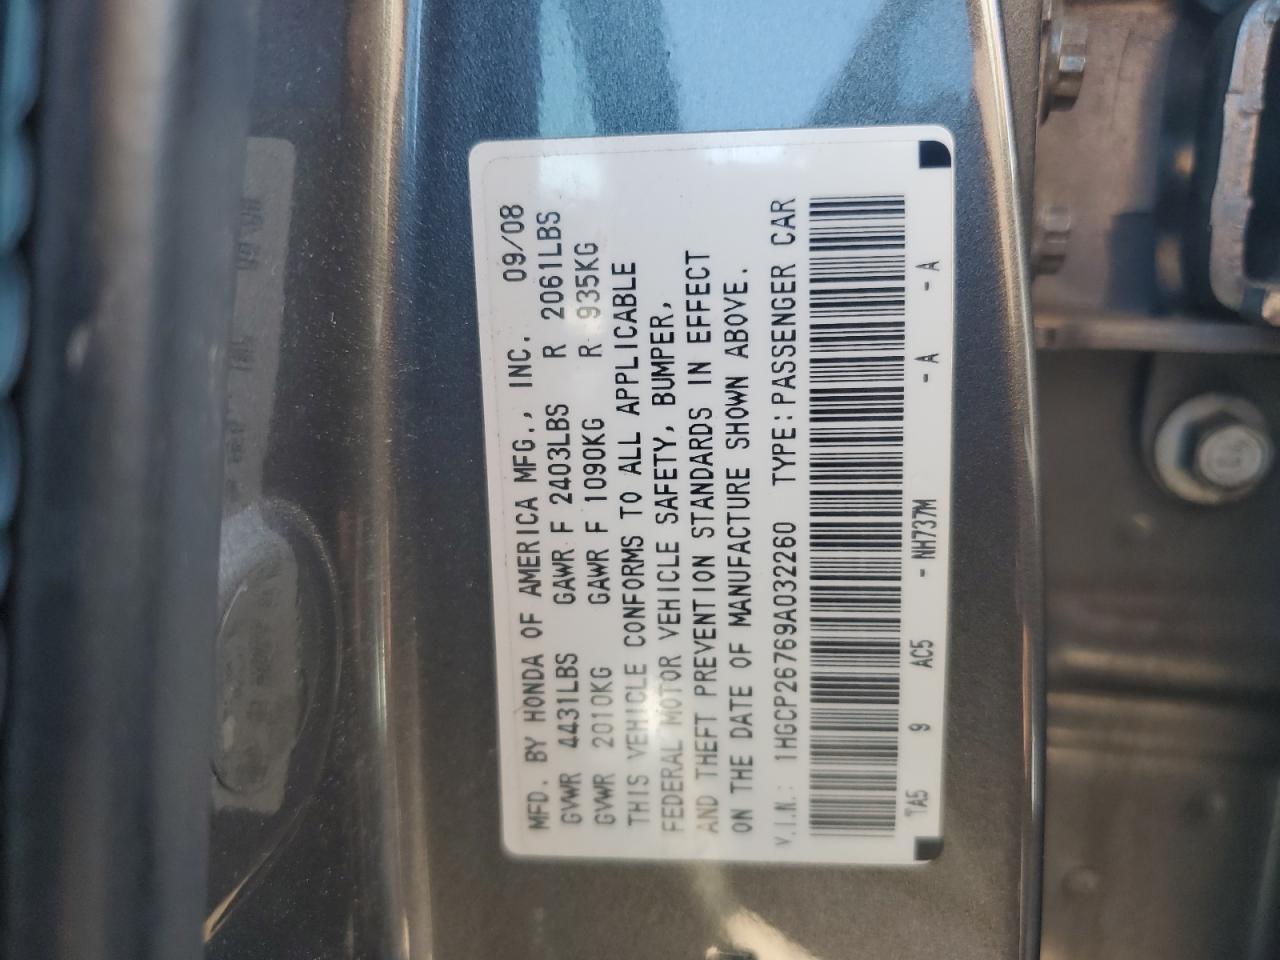 MFD. BY HONDA OF AMERICA MFG., INC. 09/08
GVWR 4431LBS GAWR F 2403LBS R 2061LBS
GVWR 2010KG GAWR F 1090KG R 935KG
THIS VEHICLE CONFORMS TO ALL APPLICABLE
FEDERAL MOTOR VEHICLE SAFETY, BUMPER,
AND THEFT PREVENTION STANDARDS IN EFFECT
ON THE DATE OF MANUFACTURE SHOWN ABOVE.
V.I.N.: 1HGCP26769A032260 TYPE:PASSENGER CAR
TA5 9 AC5 - NH737M - A - A